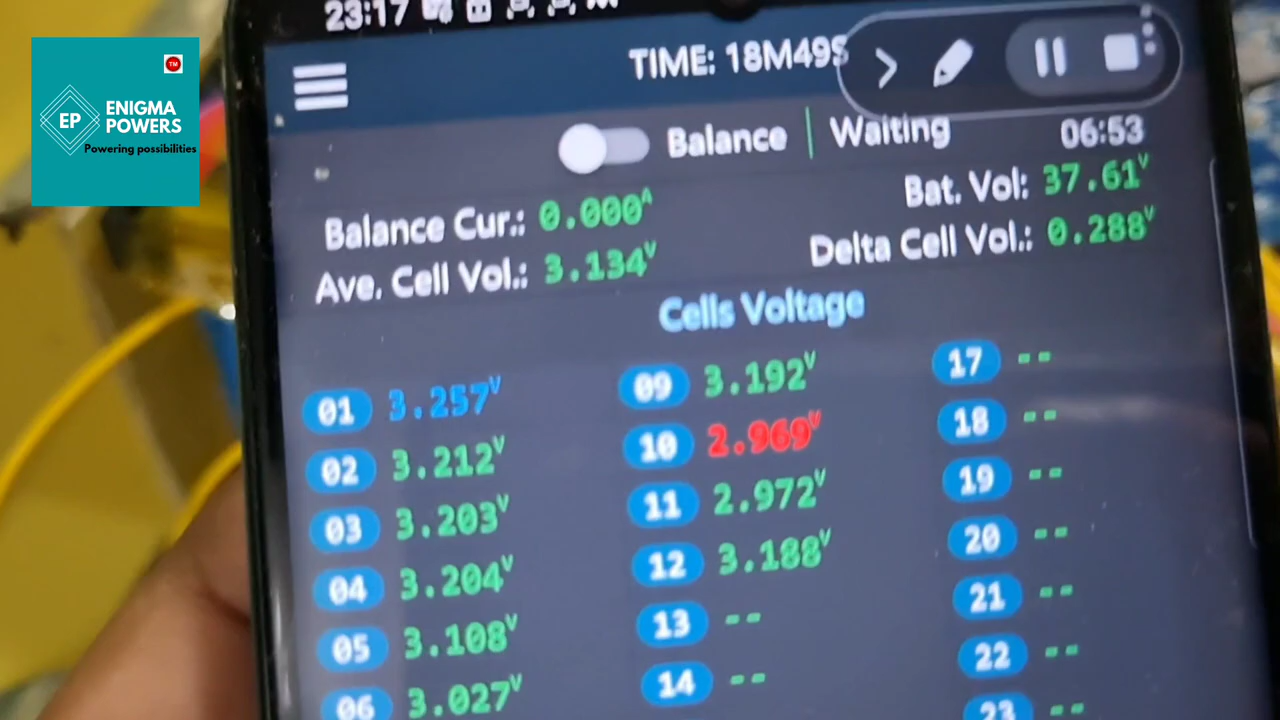 23:17
TM
EP
ENIGMA
POWERS
Powering possibilities
TIME: 18M49S
Balance
Waiting
06:53
Balance Cur.: 0.000A
Bat. Vol: 37.61V
Ave. Cell Vol.: 3.134V
Delta Cell Vol.: 0.288V
Cells Voltage
01 3.257V
02 3.212V
03 3.203V
04 3.204V
05 3.108V
06 3.027V
09 3.192V
10 2.969V
11 2.972V
12 3.188V
13 --
14 --
17 --
18 --
19 --
20 --
21 --
22 --
23 --